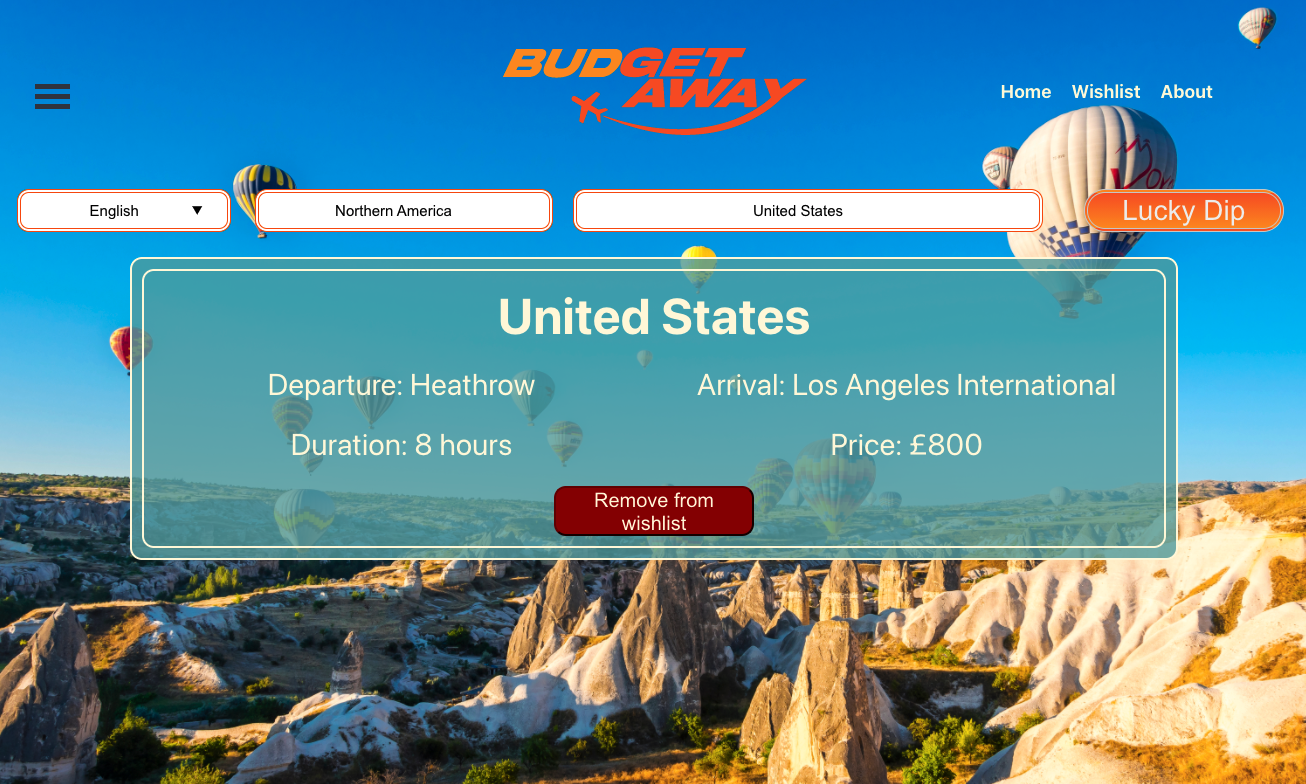 BUDGET
AWAY
Home Wishlist About
English ▼
Northern America
United States
Lucky Dip
United States
Departure: Heathrow
Arrival: Los Angeles International
Duration: 8 hours
Price: £800
Remove from
wishlist